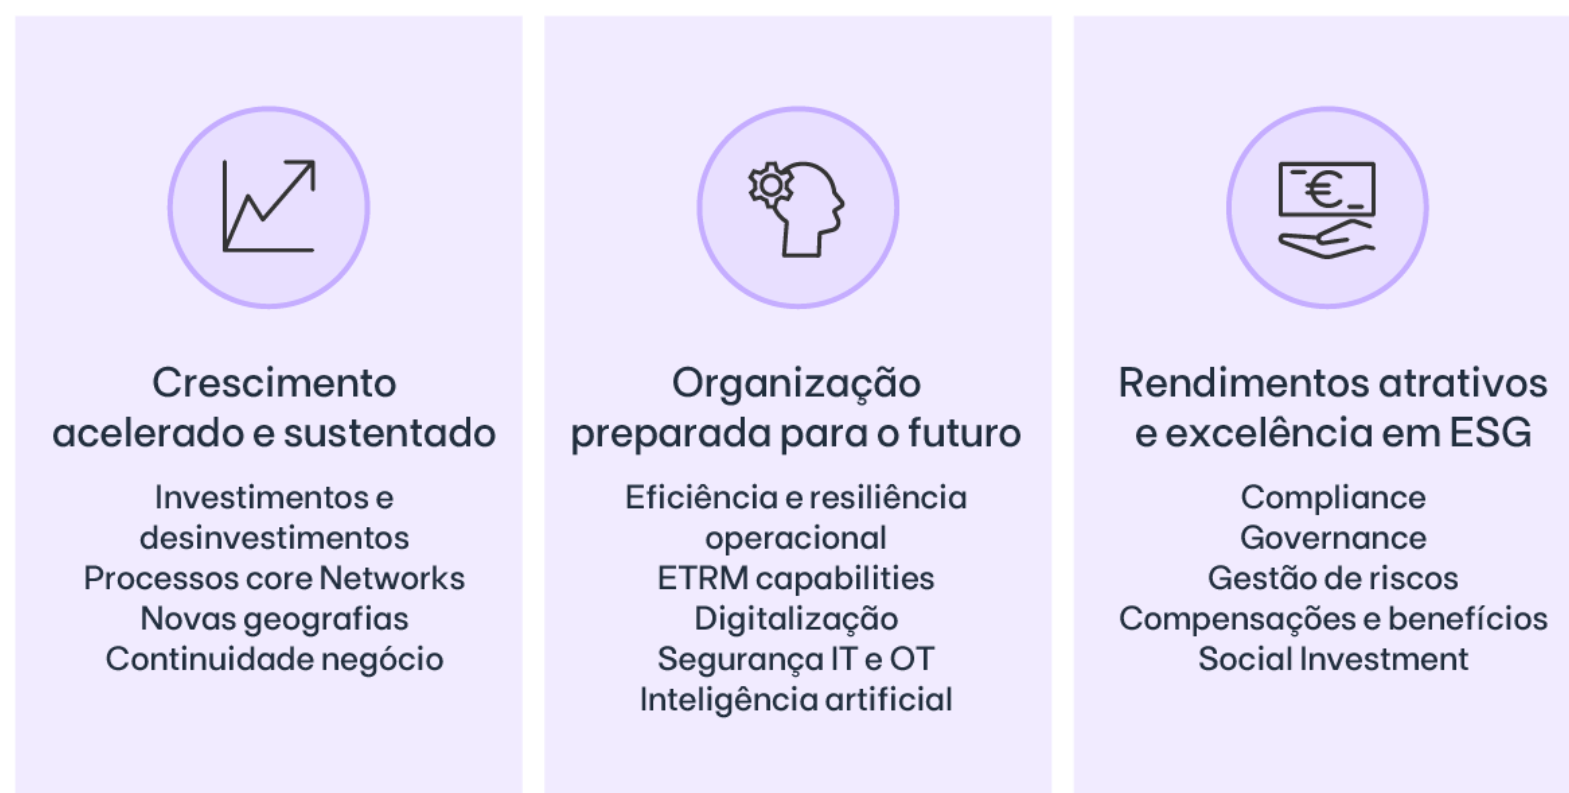 Crescimento
acelerado e sustentado
Investimentos e
desinvestimentos
Processos core Networks
Novas geografias
Continuidade negócio
Organização
preparada para o futuro
Eficiência e resiliência
operacional
ETRM capabilities
Digitalização
Segurança IT e OT
Inteligência artificial
€
Rendimentos atrativos
e excelência em ESG
Compliance
Governance
Gestão de riscos
Compensações e benefícios
Social Investment